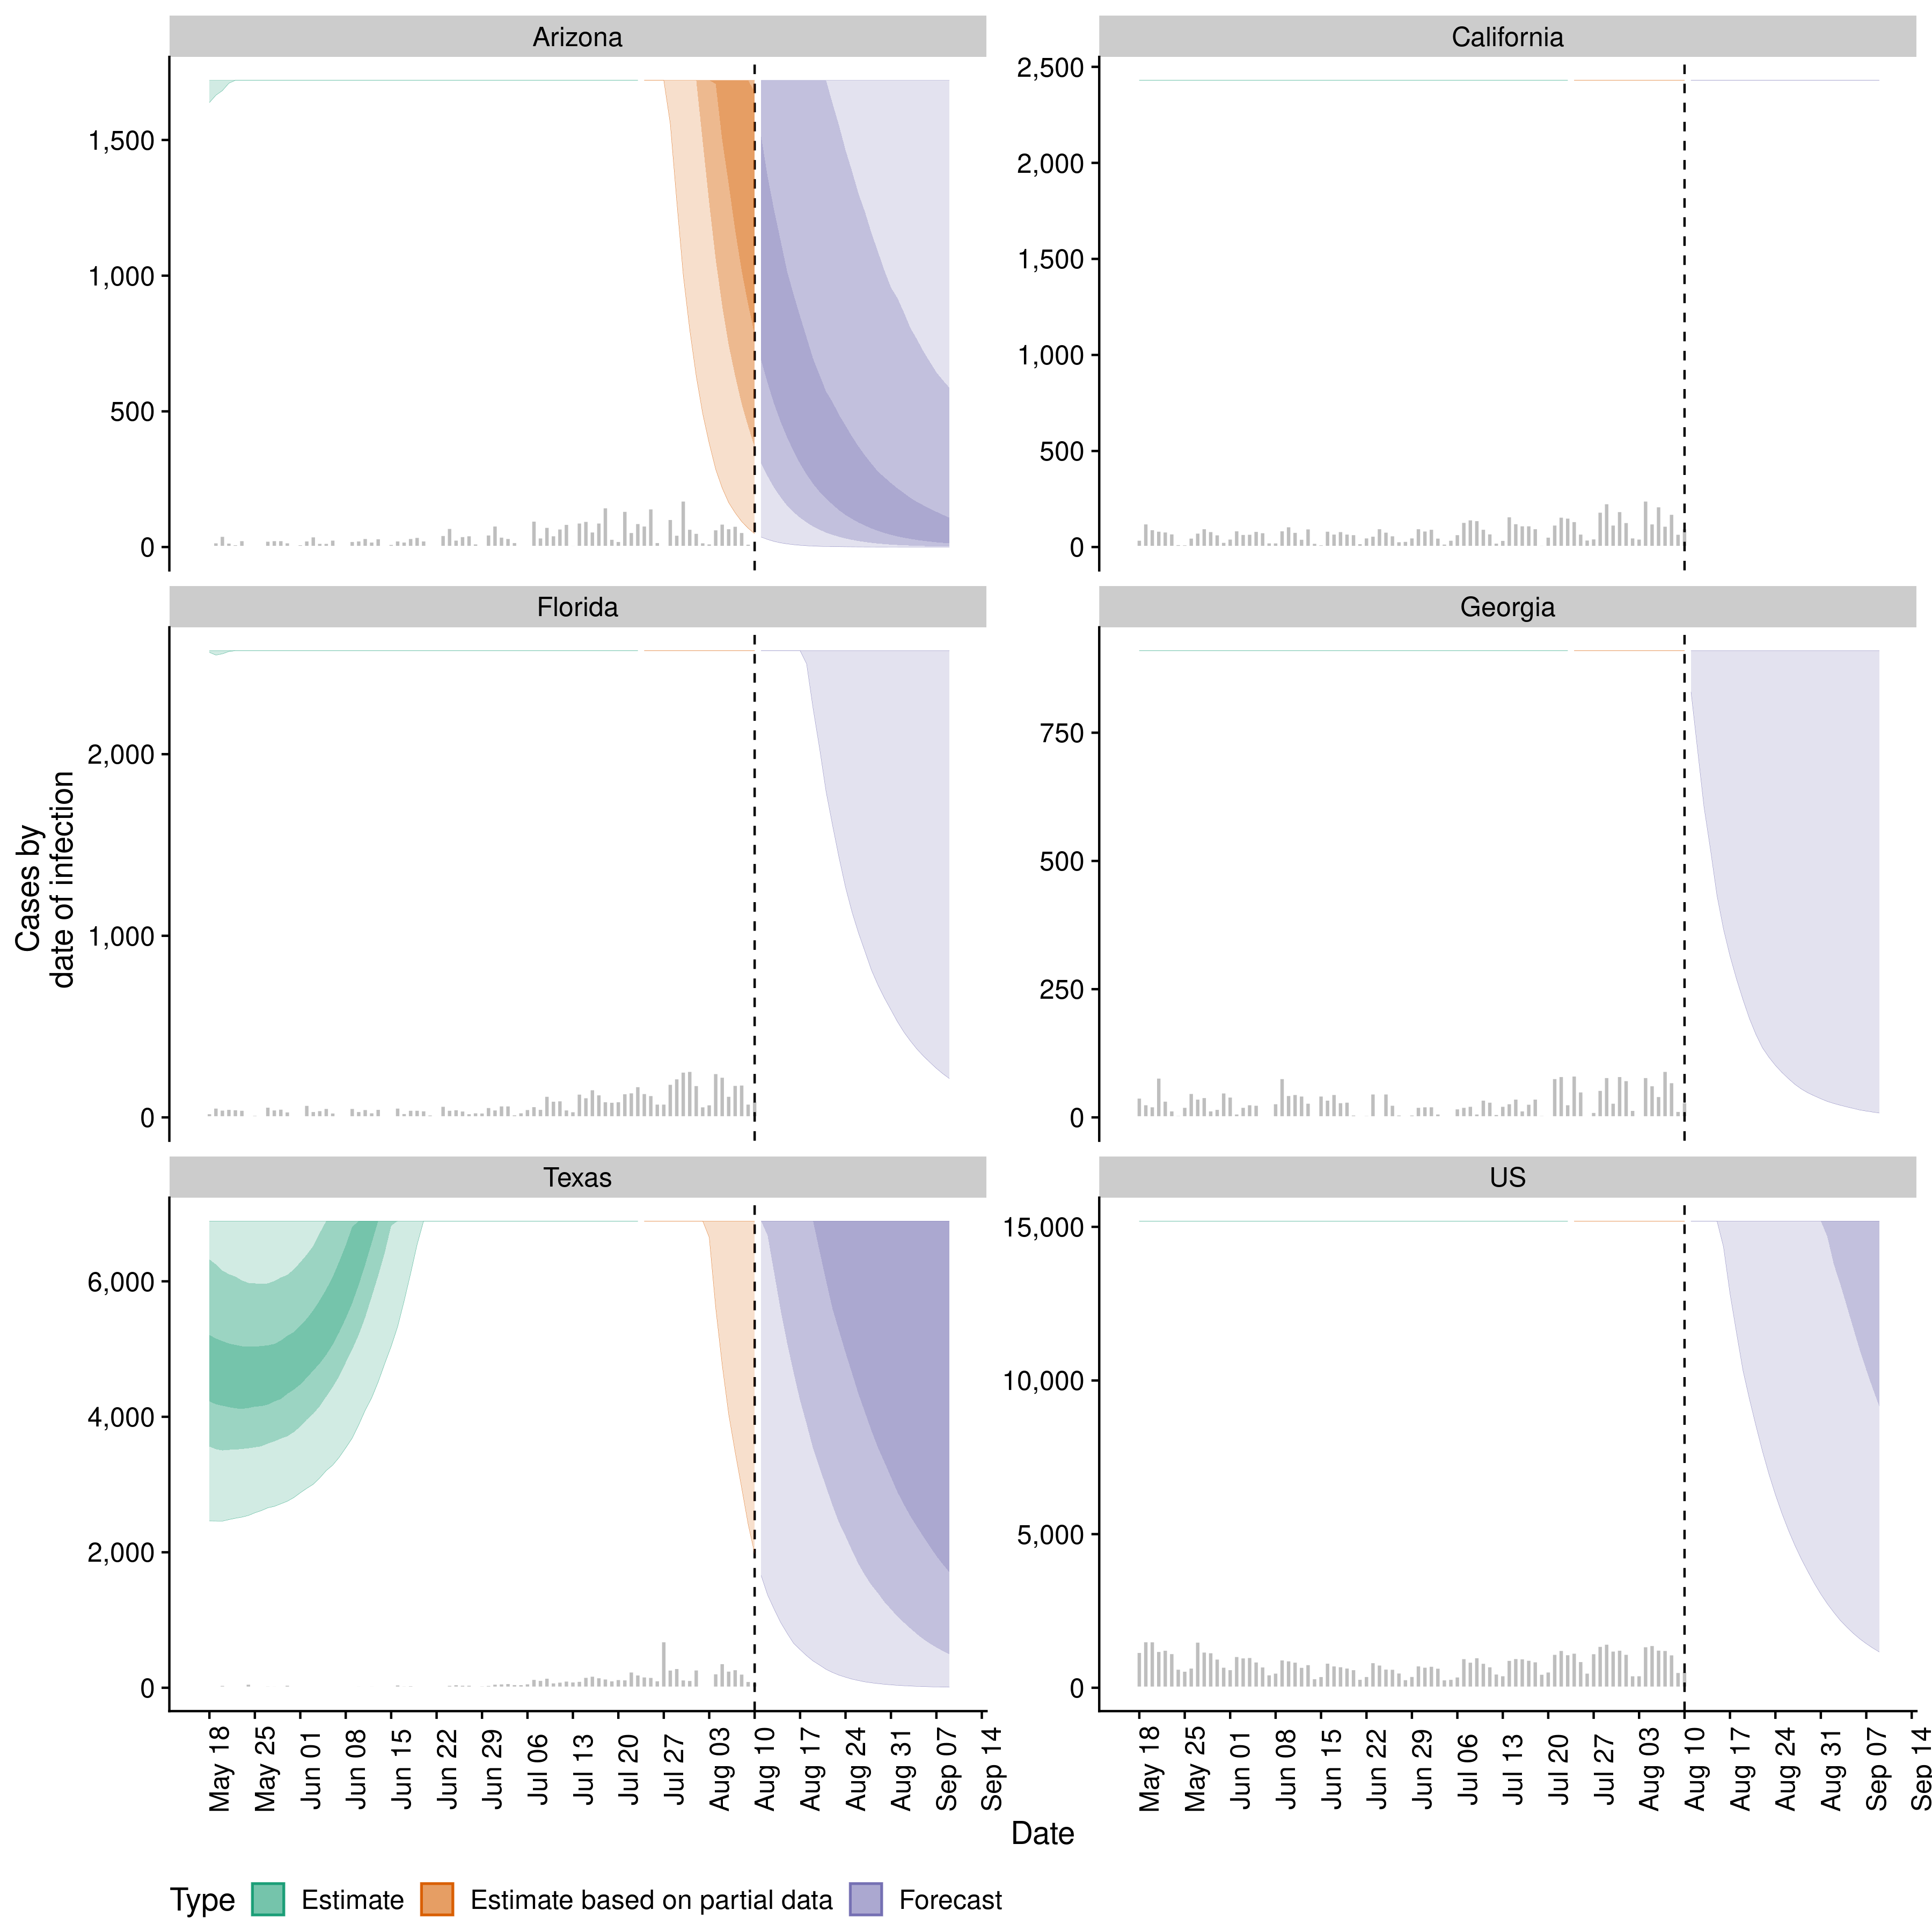 Arizona
California
1,500
1,000
500
0
2,500
2,000
1,500
1,000
500
0
Florida
Georgia
Cases by
date of infection
2,000
1,000
0
750
500
250
0
Texas
US
6,000
4,000
2,000
0
15,000
10,000
5,000
0
May 18
May 25
Jun 01
Jun 08
Jun 15
Jun 22
Jun 29
Jul 06
Jul 13
Jul 20
Jul 27
Aug 03
Aug 10
Aug 17
Aug 24
Aug 31
Sep 07
Sep 14
May 18
May 25
Jun 01
Jun 08
Jun 15
Jun 22
Jun 29
Jul 06
Jul 13
Jul 20
Jul 27
Aug 03
Aug 10
Aug 17
Aug 24
Aug 31
Sep 07
Sep 14
Date
Type Estimate Estimate based on partial data Forecast